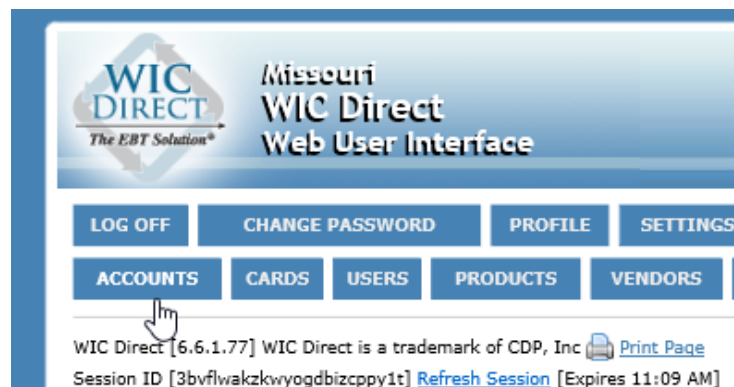 WIC
DIRECT
The EBT Solution®
Missouri
WIC Direct
Web User Interface
LOG OFF CHANGE PASSWORD PROFILE SETTINGS
ACCOUNTS CARDS USERS PRODUCTS VENDORS
WIC Direct [6.6.1.77] WIC Direct is a trademark of CDP, Inc Print Page
Session ID [3bvflwakzkwyogdbizcppy1t] Refresh Session [Expires 11:09 AM]